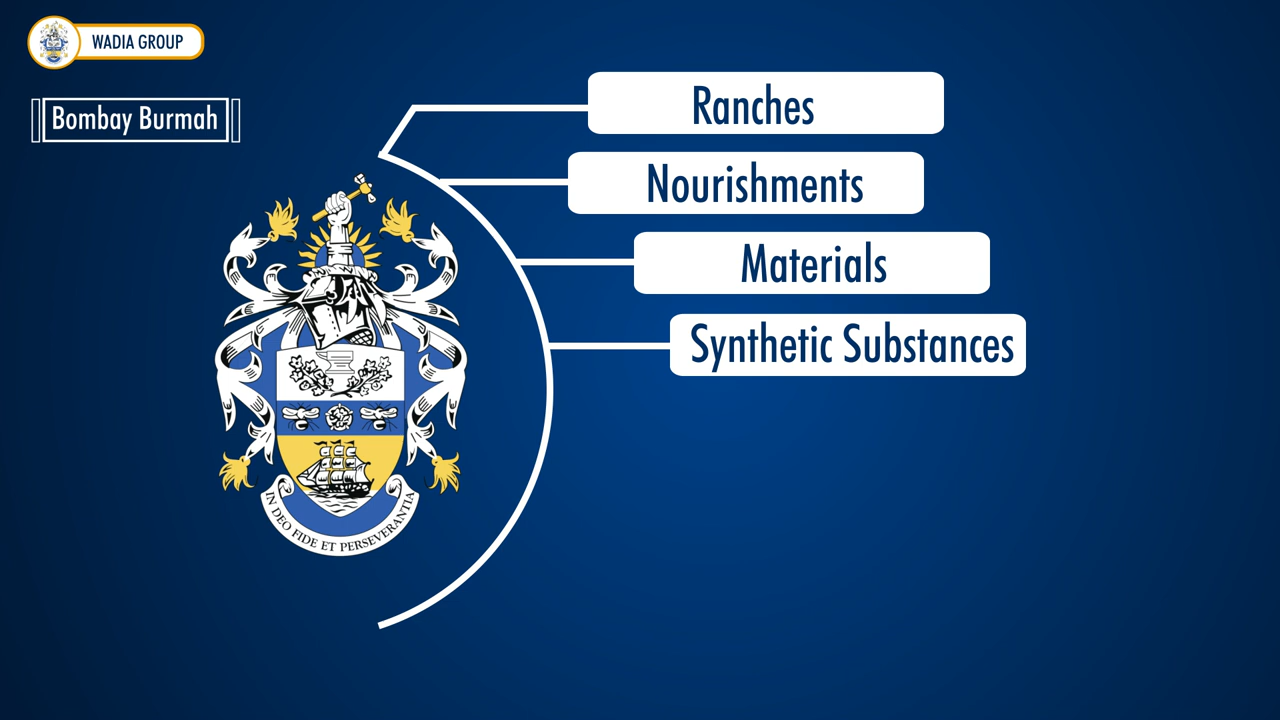 WADIA GROUP
Bombay Burmah
Ranches
Nourishments
Materials
Synthetic Substances
IN DEO FIDE ET PERSEVERANTIA